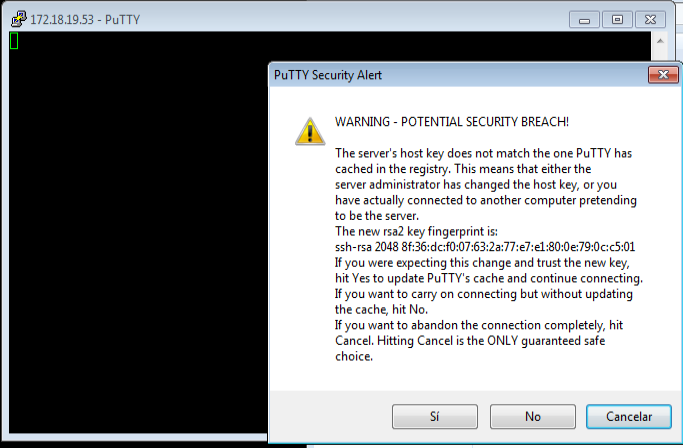 172.18.19.53 - PuTTY
PuTTY Security Alert
WARNING - POTENTIAL SECURITY BREACH!
The server's host key does not match the one PuTTY has
cached in the registry. This means that either the
server administrator has changed the host key, or you
have actually connected to another computer pretending
to be the server.
The new rsa2 key fingerprint is:
ssh-rsa 2048 8f:36:dc:f0:07:63:2a:77:e7:e1:80:0e:79:0c:c5:01
If you were expecting this change and trust the new key,
hit Yes to update PuTTY's cache and continue connecting.
If you want to carry on connecting but without updating
the cache, hit No.
If you want to abandon the connection completely, hit
Cancel. Hitting Cancel is the ONLY guaranteed safe
choice.
Sí
No
Cancelar